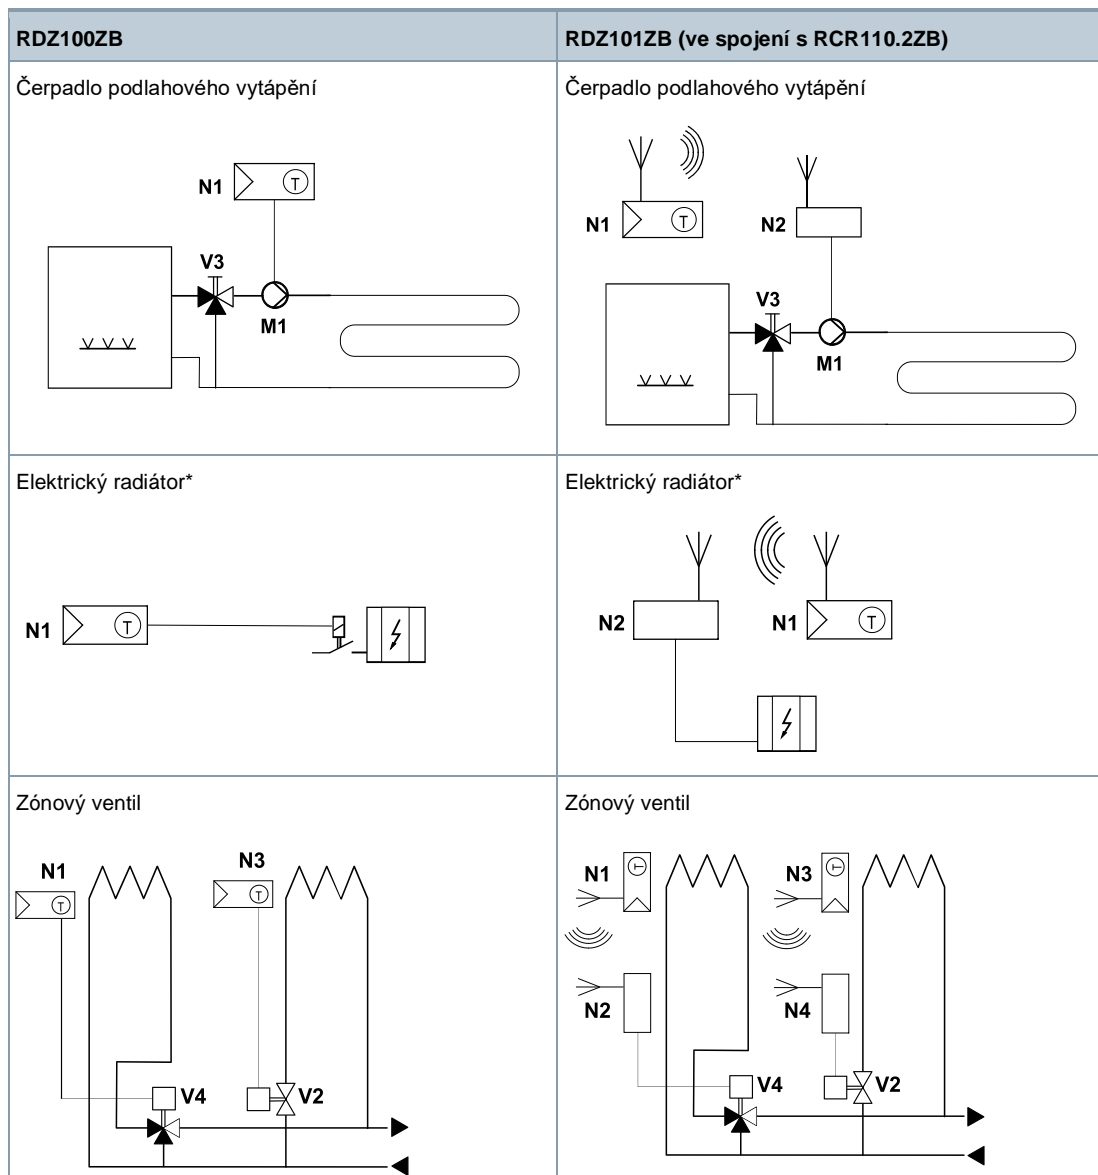 RDZ100ZB
RDZ101ZB (ve spojení s RCR110.2ZB)
Čerpadlo podlahového vytápění
N1
T
V3
M1
Čerpadlo podlahového vytápění
N1
T
N2
V3
M1
Elektrický radiátor*
N1
T
Elektrický radiátor*
N2
N1
T
Zónový ventil
N1
T
N3
T
V4
V2
Zónový ventil
N1
T
N3
T
N2
N4
V4
V2